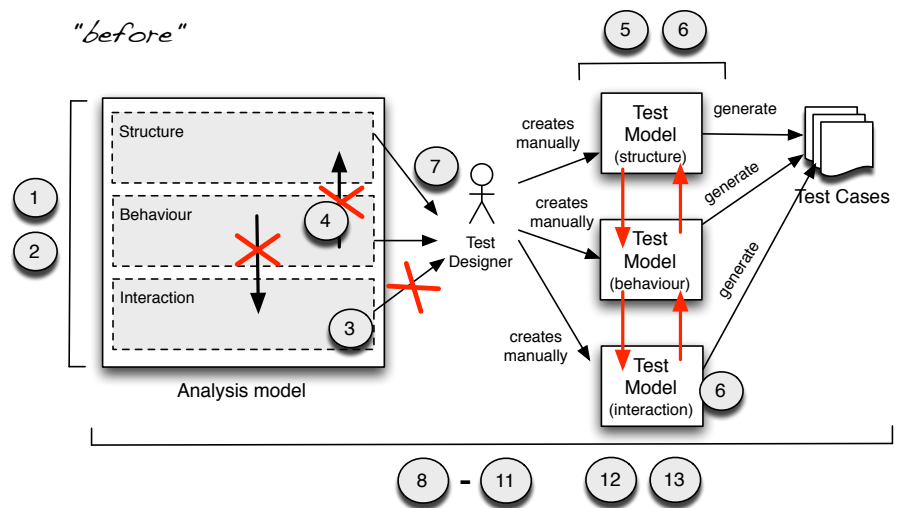 "before"
5 6
Structure
Behaviour
Interaction
Analysis model
1
2
3
4
7
Test
Designer
creates
manually
creates
manually
creates
manually
Test
Model
(structure)
Test
Model
(behaviour)
Test
Model
(interaction)
6
generate
generate
generate
Test Cases
8 - 11 12 13